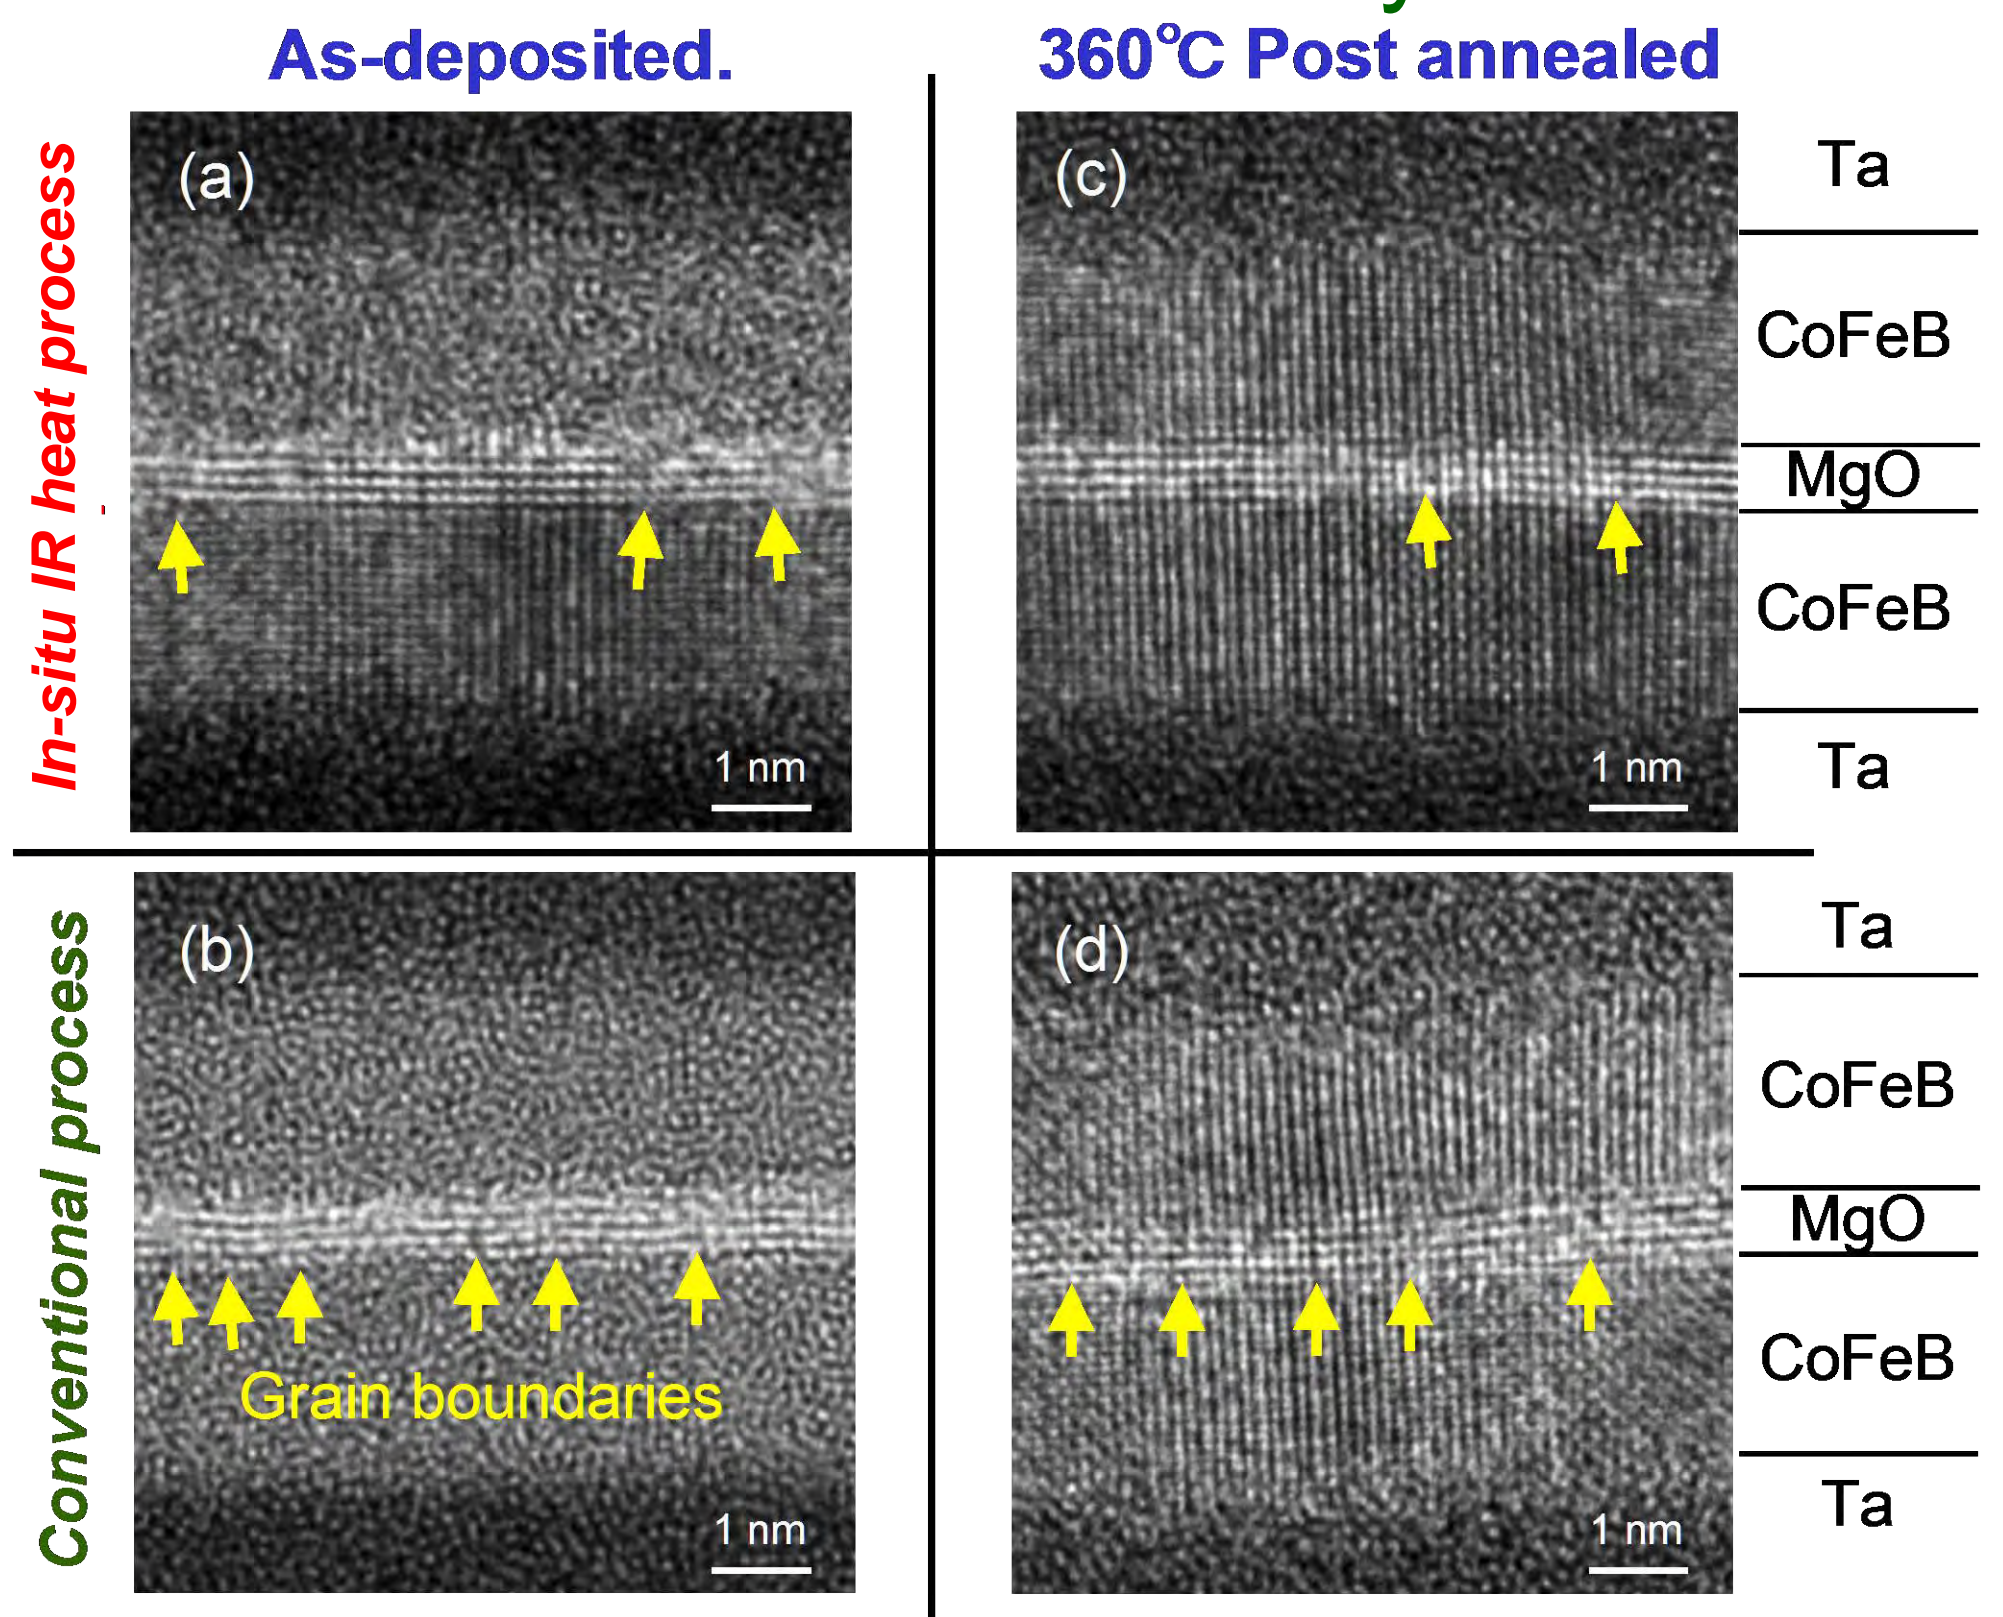 As-deposited.
360°C Post annealed
In-situ IR heat process
(a)
1 nm
(c)
1 nm
Ta
CoFeB
MgO
CoFeB
Ta
Conventional process
(b)
Grain boundaries
1 nm
(d)
1 nm
Ta
CoFeB
MgO
CoFeB
Ta